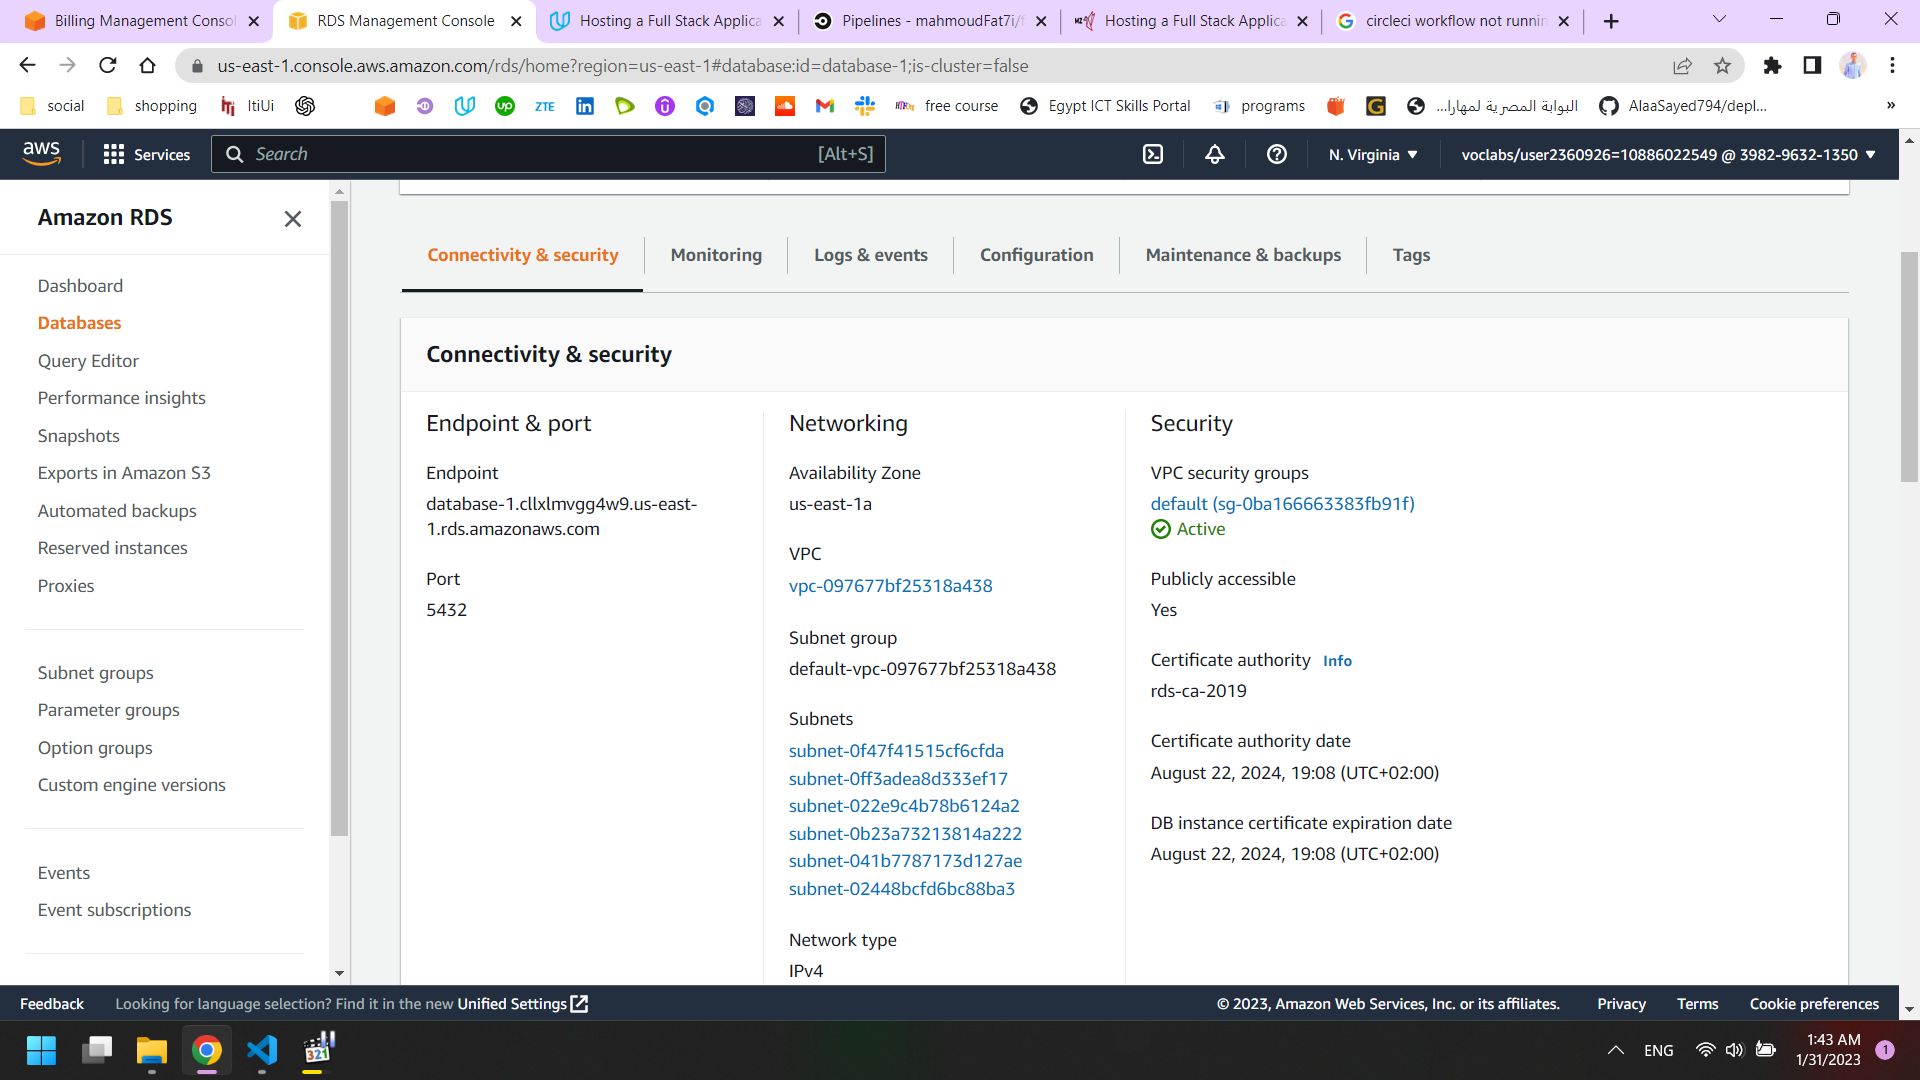 Billing Management Consol
RDS Management Console
Hosting a Full Stack Applica
Pipelines - mahmoudFat7i/f
Hosting a Full Stack Applica
circleci workflow not runnin
us-east-1.console.aws.amazon.com/rds/home?region=us-east-1#database:id=database-1;is-cluster=false
social
shopping
ItiUi
ZTE
free course
Egypt ICT Skills Portal
programs
البوابة المصرية لمهارا...
AlaaSayed794/depl...
»
aws
Services
Search
[Alt+S]
N. Virginia
voclabs/user2360926=10886022549 @ 3982-9632-1350
Amazon RDS
Dashboard
Databases
Query Editor
Performance insights
Snapshots
Exports in Amazon S3
Automated backups
Reserved instances
Proxies
Subnet groups
Parameter groups
Option groups
Custom engine versions
Events
Event subscriptions
Connectivity & security
Monitoring
Logs & events
Configuration
Maintenance & backups
Tags
Connectivity & security
Endpoint & port
Endpoint
database-1.cllxlmvgg4w9.us-east-
1.rds.amazonaws.com
Port
5432
Networking
Availability Zone
us-east-1a
VPC
vpc-097677bf25318a438
Subnet group
default-vpc-097677bf25318a438
Subnets
subnet-0f47f41515cf6cfda
subnet-0ff3adea8d333ef17
subnet-022e9c4b78b6124a2
subnet-0b23a73213814a222
subnet-041b7787173d127ae
subnet-02448bcfd6bc88ba3
Network type
IPv4
Security
VPC security groups
default (sg-0ba166663383fb91f)
Active
Publicly accessible
Yes
Certificate authority Info
rds-ca-2019
Certificate authority date
August 22, 2024, 19:08 (UTC+02:00)
DB instance certificate expiration date
August 22, 2024, 19:08 (UTC+02:00)
Feedback
Looking for language selection? Find it in the new Unified Settings
© 2023, Amazon Web Services, Inc. or its affiliates.
Privacy
Terms
Cookie preferences
321
ENG
1:43 AM
1/31/2023
1